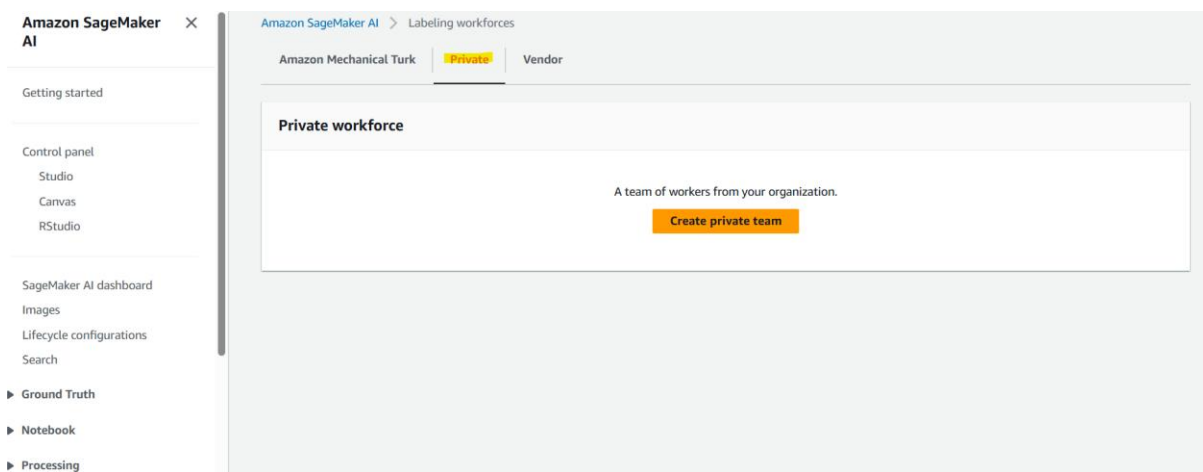 Amazon SageMaker
AI
Getting started
Control panel
Studio
Canvas
RStudio
SageMaker AI dashboard
Images
Lifecycle configurations
Search
Ground Truth
Notebook
Processing
Amazon SageMaker AI > Labeling workforces
Amazon Mechanical Turk Private Vendor
Private workforce
A team of workers from your organization.
Create private team